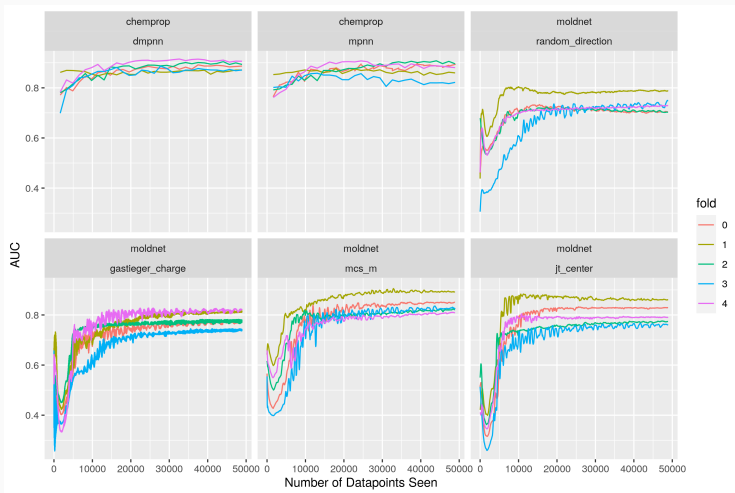 chemprop chemprop moldnet
dmpnn mpnn random_direction
0.8
0.6
0.4
AUC
moldnet moldnet moldnet
gastieger_charge mcs_m jt_center
0.8
0.6
0.4
0 10000 20000 30000 40000 50000 0 10000 20000 30000 40000 50000 0 10000 20000 30000 40000 50000
Number of Datapoints Seen
fold
0
1
2
3
4